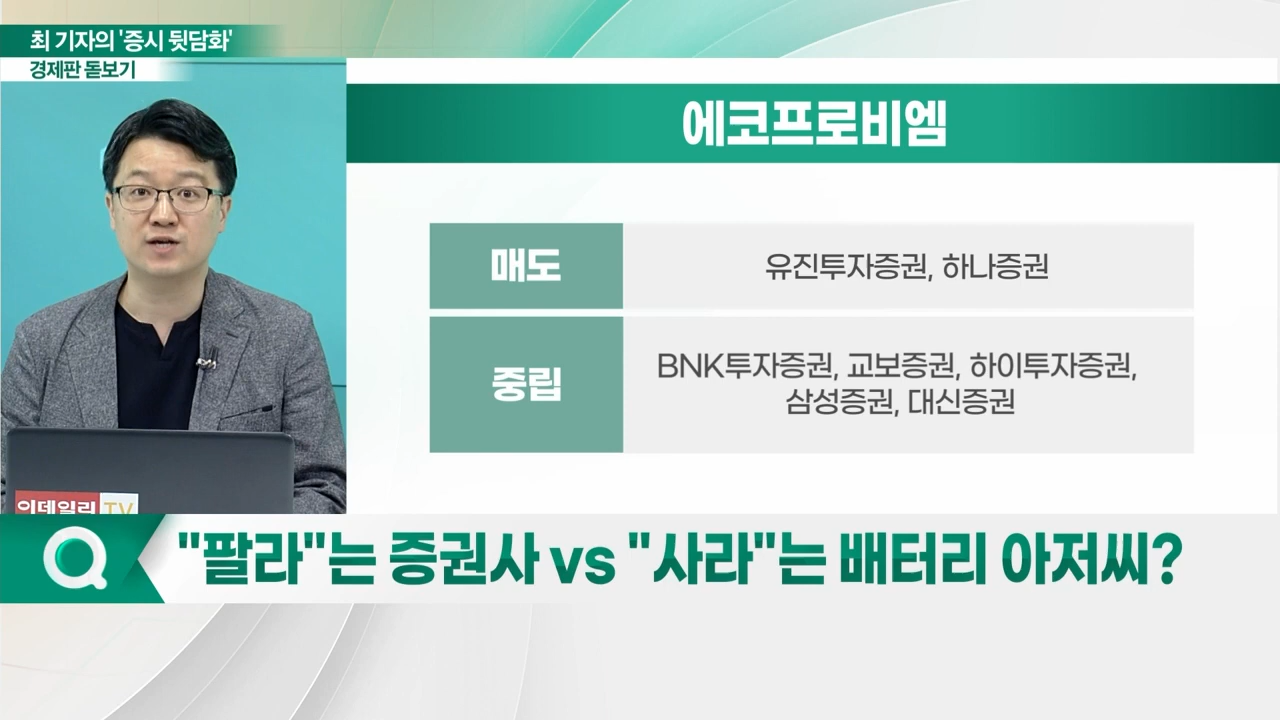 최 기자의 '증시 뒷담화'
경제판 돋보기
에코프로비엠
매도
유진투자증권, 하나증권
중립
BNK투자증권, 교보증권, 하이투자증권,
삼성증권, 대신증권
이데일리 TV
"팔라"는 증권사 vs "사라"는 배터리 아저씨?